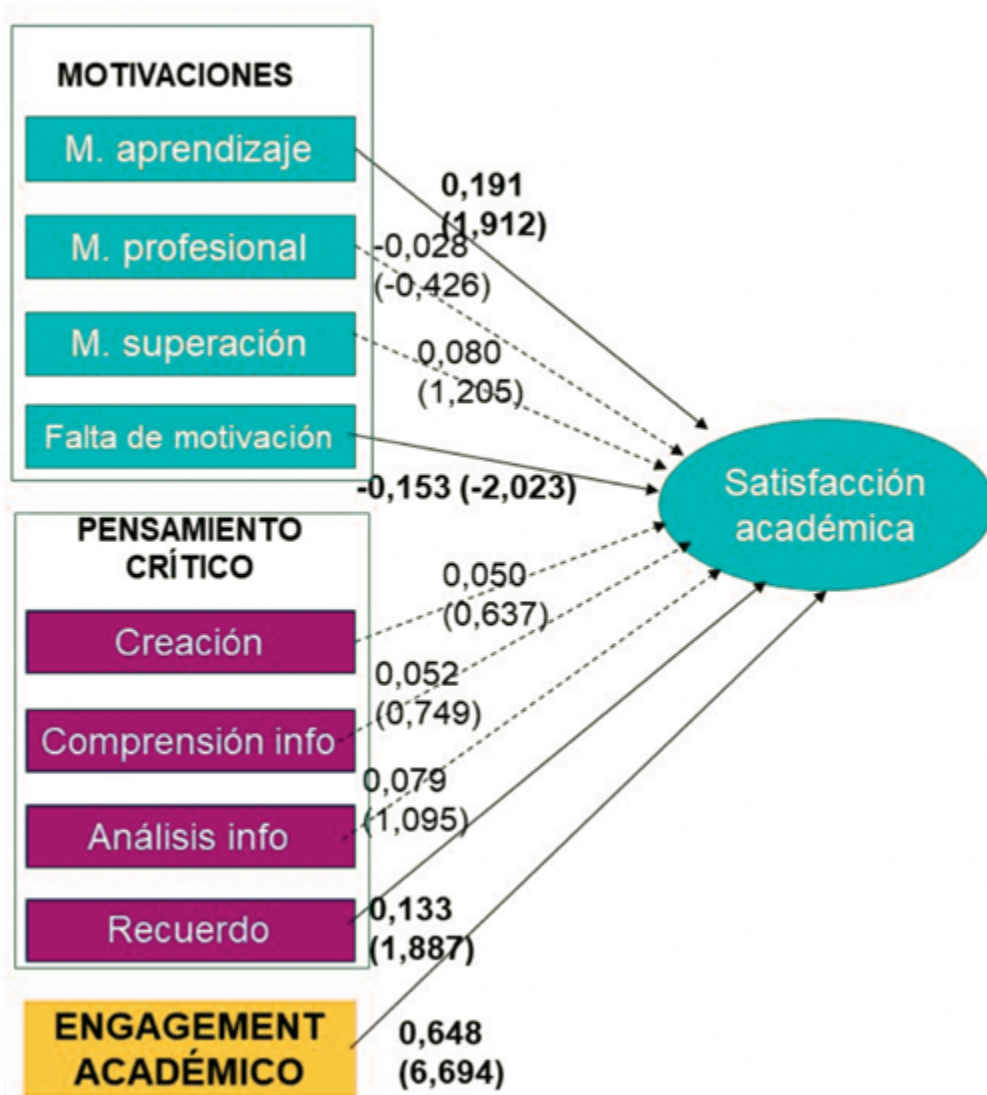 MOTIVACIONES
M. aprendizaje
0,191
(1,912)
M. profesional
-0,028
(-0,426)
M. superación
0,080
(1,205)
Falta de motivación
-0,153 (-2,023)
Satisfacción
académica
PENSAMIENTO
CRÍTICO
Creación
0,050
(0,637)
Comprensión info
0,052
(0,749)
Análisis info
0,079
(1,095)
Recuerdo
0,133
(1,887)
ENGAGEMENT
ACADÉMICO
0,648
(6,694)